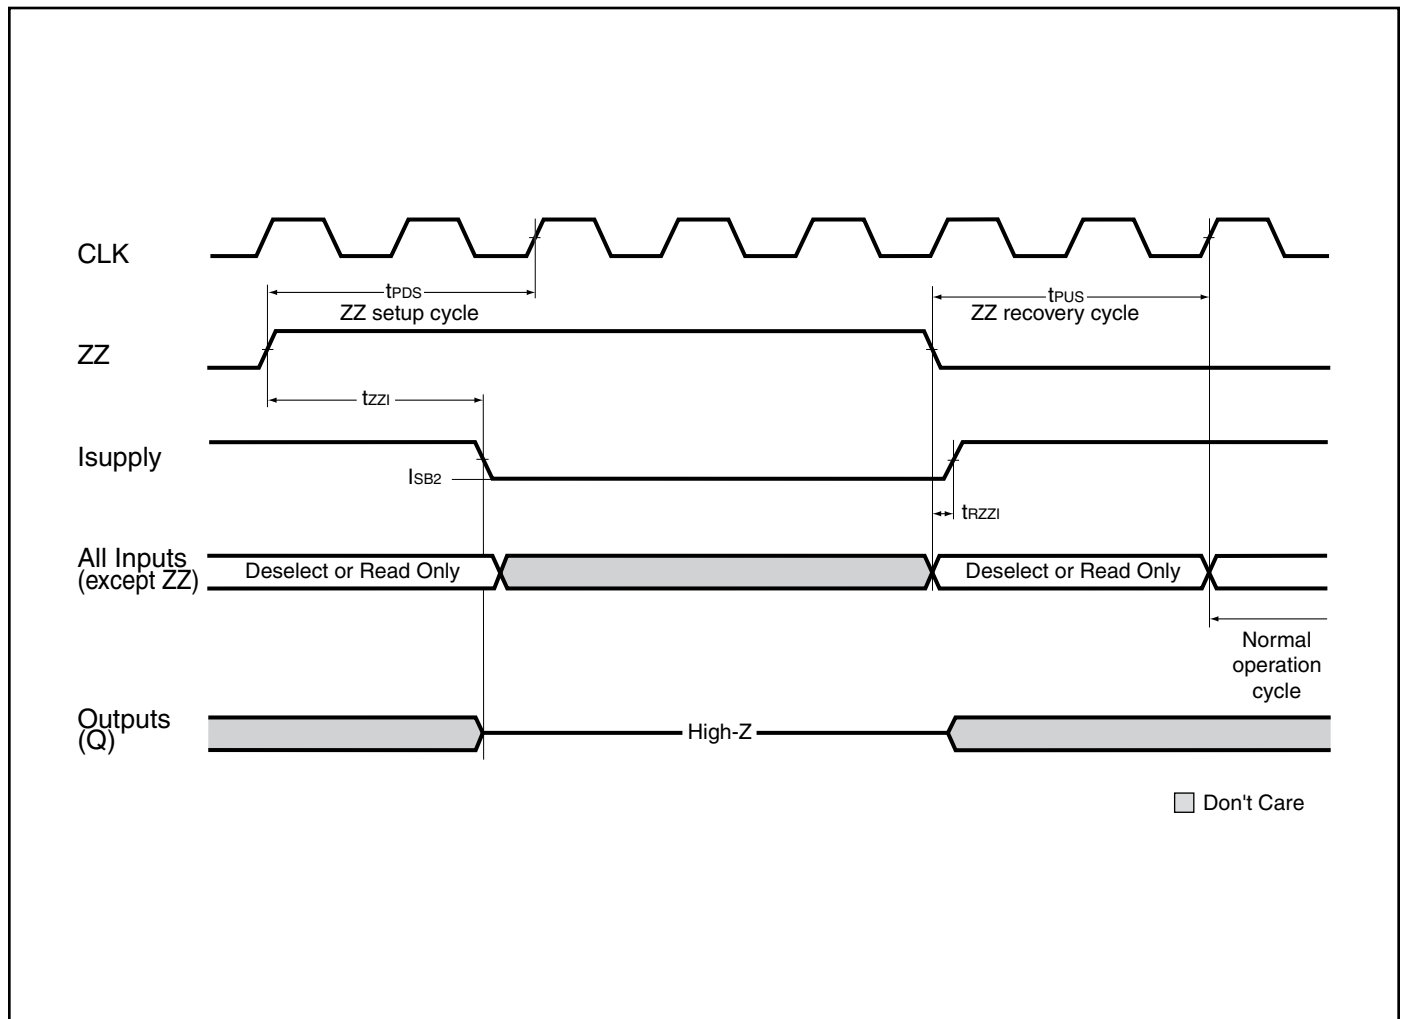 CLK
tPDS
ZZ setup cycle
tPUS
ZZ recovery cycle
ZZ
tZZI
Isupply
ISB2
tRZZI
All Inputs
(except ZZ)
Deselect or Read Only
Deselect or Read Only
Normal
operation
cycle
Outputs
(Q)
High-Z
Don't Care